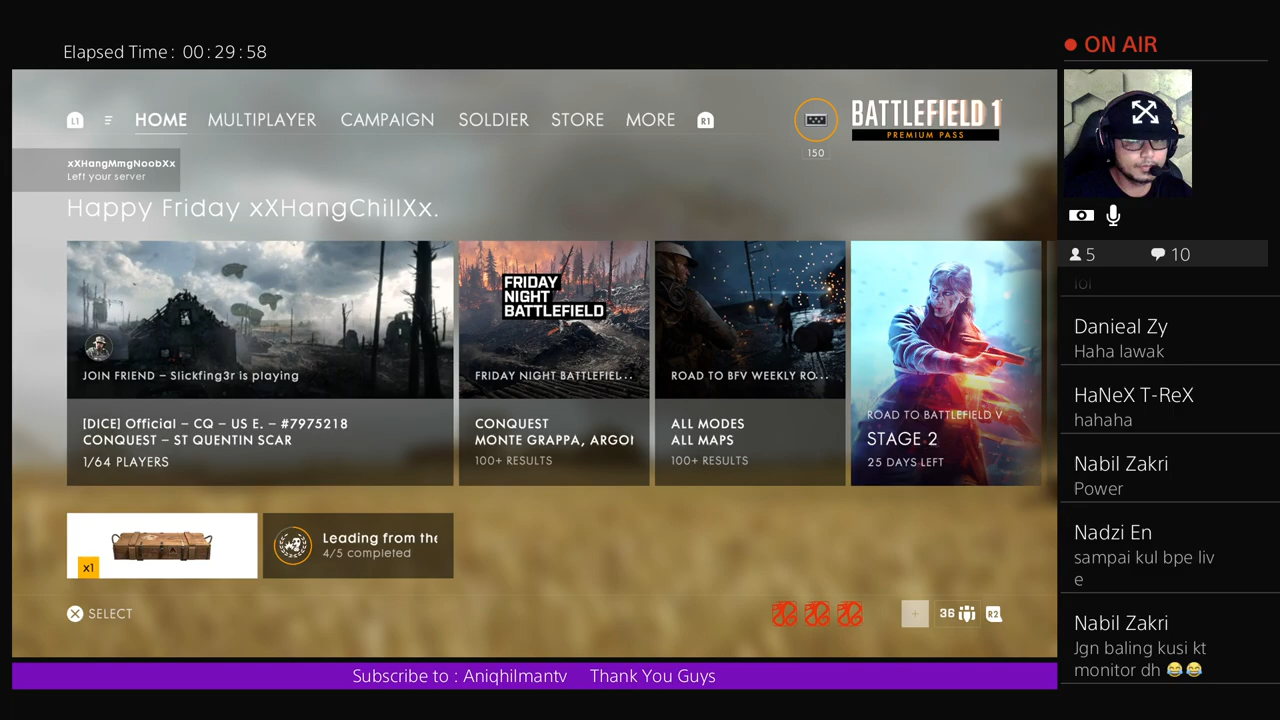 Elapsed Time: 00:29:58
ON AIR
L1
HOME
MULTIPLAYER
CAMPAIGN
SOLDIER
STORE
MORE
R1
150
BATTLEFIELD 1
PREMIUM PASS
xXHangMmgNoobXx
Left your server
Happy Friday xXHangChillXx.
JOIN FRIEND – Slickfing3r is playing
[DICE] Official – CQ – US E. – #7975218
CONQUEST – ST QUENTIN SCAR
1/64 PLAYERS
FRIDAY
NIGHT
BATTLEFIELD
FRIDAY NIGHT BATTLEFIEL...
CONQUEST
MONTE GRAPPA, ARGO
100+ RESULTS
ROAD TO BFV WEEKLY RO...
ALL MODES
ALL MAPS
100+ RESULTS
ROAD TO BATTLEFIELD V
STAGE 2
25 DAYS LEFT
x1
Leading from the
4/5 completed
SELECT
36
R2
Subscribe to : Aniqhilmantv Thank You Guys
5
10
lol
Danieal Zy
Haha lawak
HaNeX T-ReX
hahaha
Nabil Zakri
Power
Nadzi En
sampai kul bpe liv
e
Nabil Zakri
Jgn baling kusi kt
monitor dh 😂😂